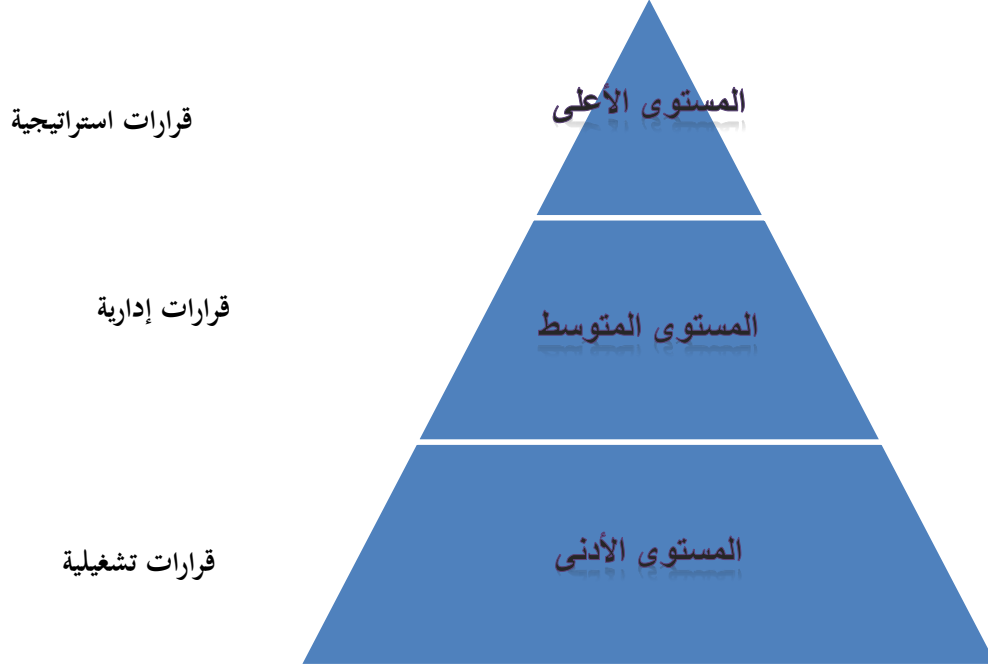 المستوى الأعلى
قرارات استراتيجية
المستوى المتوسط
قرارات إدارية
المستوى الأدنى
قرارات تشغيلية